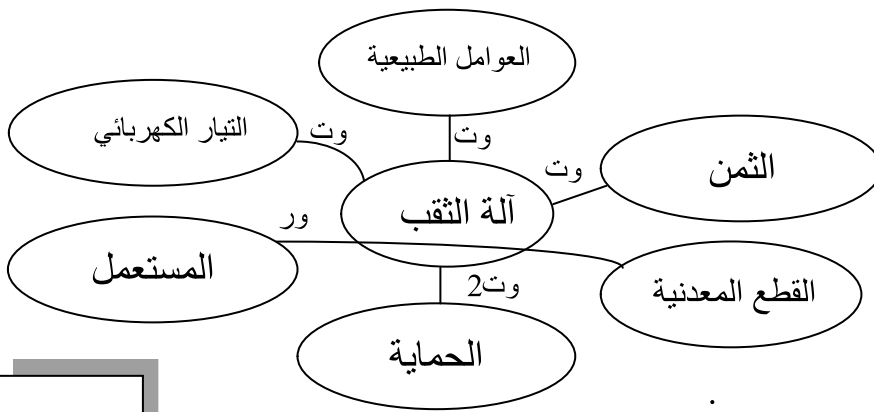 العوامل الطبيعية
التيار الكهربائي
وت
وت
وت
الثمن
آلة الثقب
ور
المستعمل
القطع المعدنية
وت2
الحماية
.